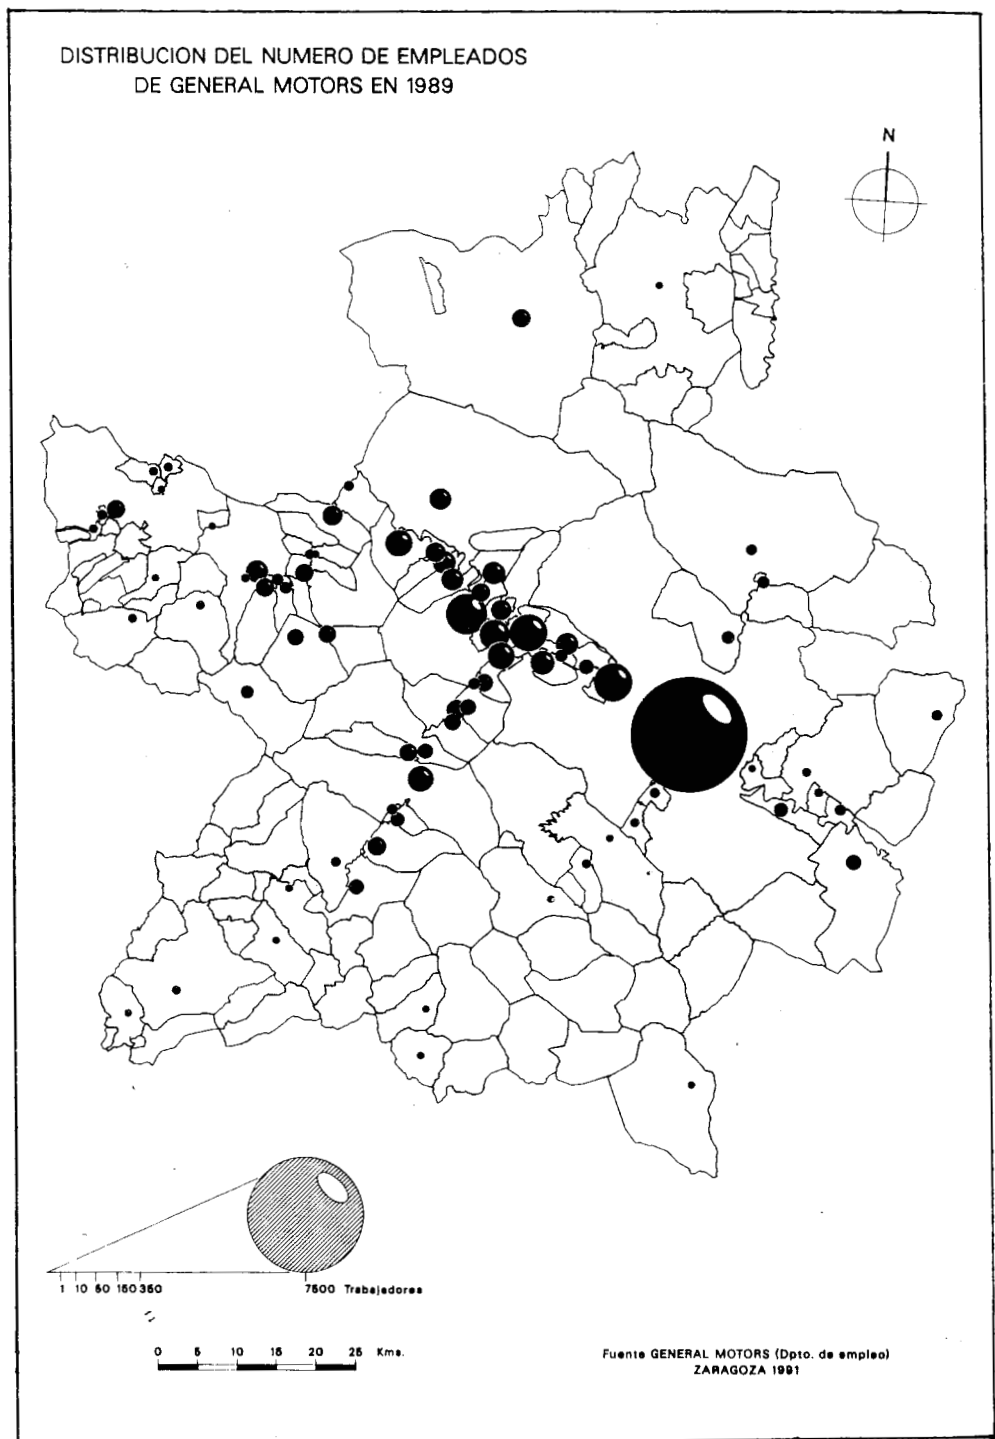 DISTRIBUCION DEL NUMERO DE EMPLEADOS
DE GENERAL MOTORS EN 1989
N
1 10 50 150 350 7500 Trabajadores
0 5 10 15 20 25 Kms.
Fuente GENERAL MOTORS (Dpto. de empleo)
ZARAGOZA 1991